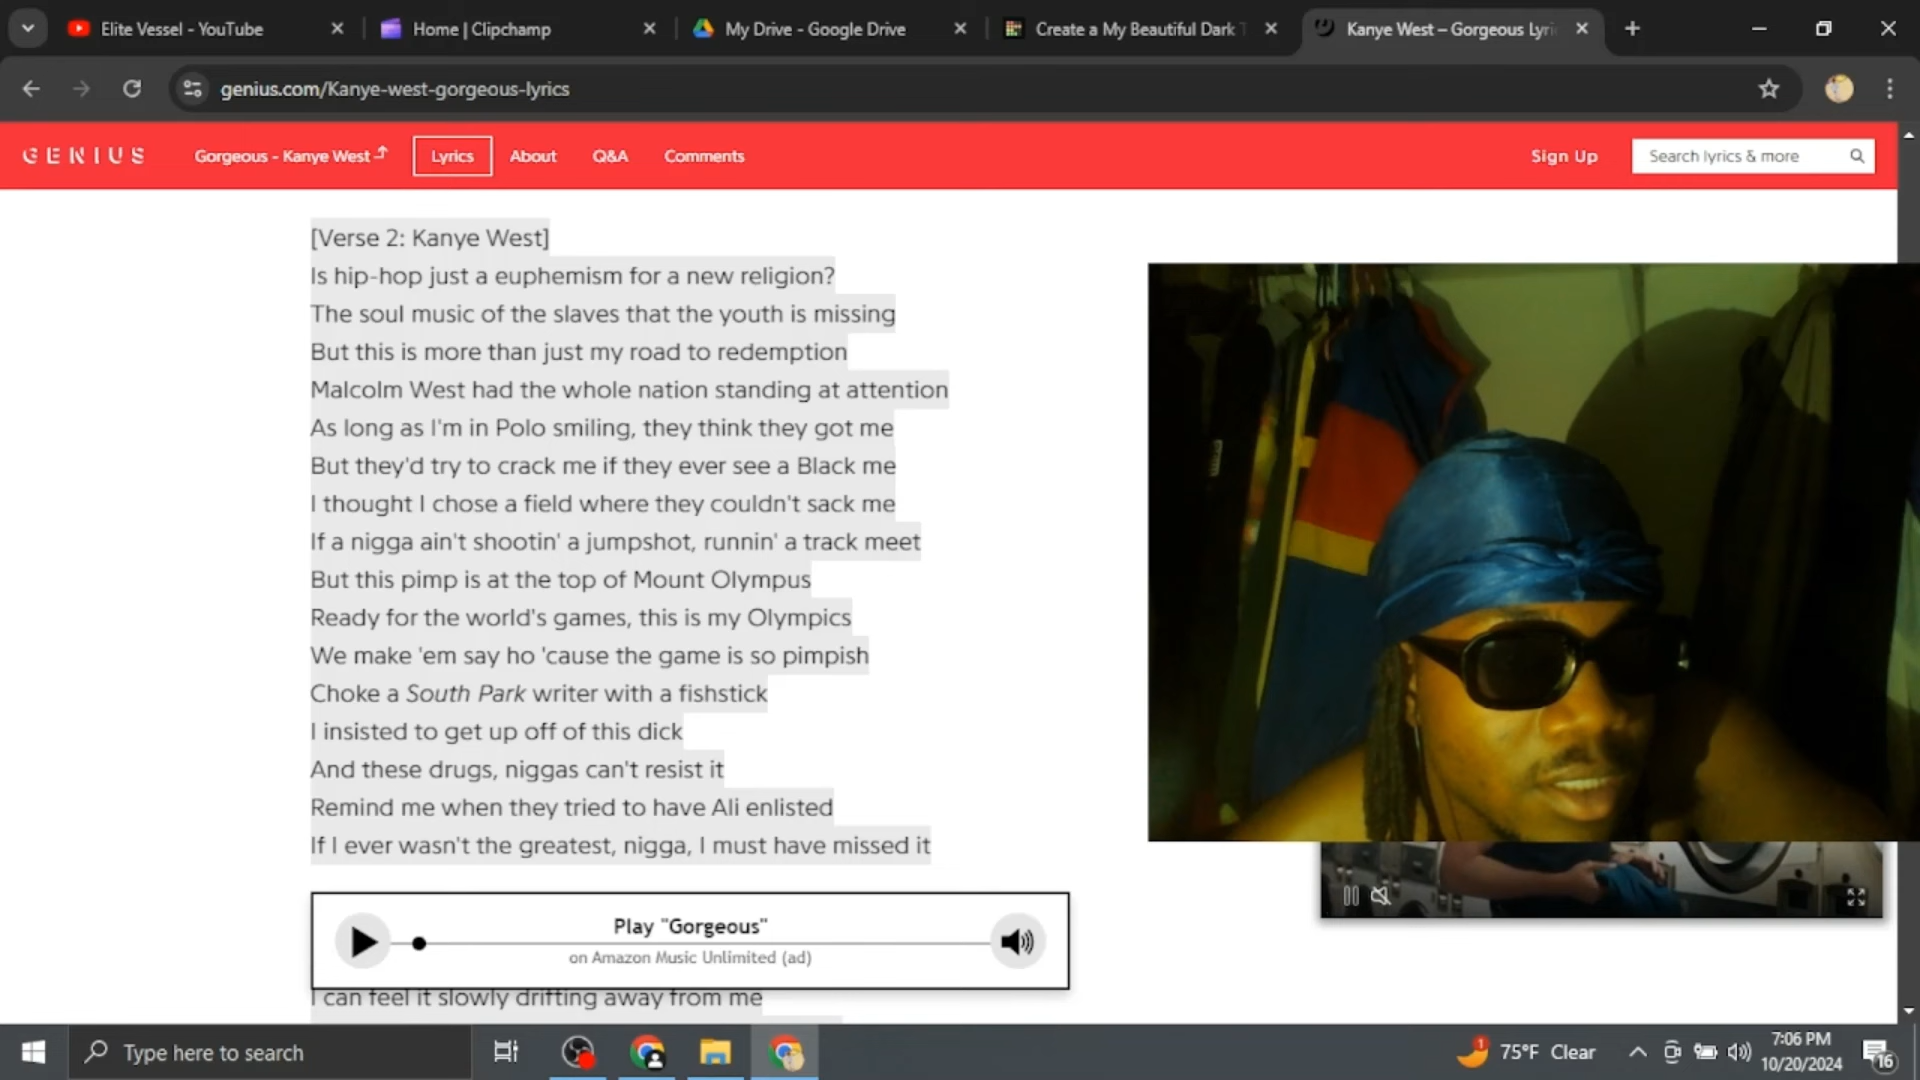 Elite Vessel - YouTube
Home | Clipchamp
My Drive - Google Drive
Create a My Beautiful Dark T
Kanye West – Gorgeous Lyri
genius.com/Kanye-west-gorgeous-lyrics
GENIUS
Gorgeous - Kanye West
Lyrics
About
Q&A
Comments
Sign Up
Search lyrics & more
[Verse 2: Kanye West]
Is hip-hop just a euphemism for a new religion?
The soul music of the slaves that the youth is missing
But this is more than just my road to redemption
Malcolm West had the whole nation standing at attention
As long as I'm in Polo smiling, they think they got me
But they'd try to crack me if they ever see a Black me
I thought I chose a field where they couldn't sack me
If a nigga ain't shootin' a jumpshot, runnin' a track meet
But this pimp is at the top of Mount Olympus
Ready for the world's games, this is my Olympics
We make 'em say ho 'cause the game is so pimpish
Choke a South Park writer with a fishstick
I insisted to get up off of this dick
And these drugs, niggas can't resist it
Remind me when they tried to have Ali enlisted
If I ever wasn't the greatest, nigga, I must have missed it
Play "Gorgeous"
on Amazon Music Unlimited (ad)
I can feel it slowly drifting away from me
Type here to search
1
75°F Clear
7:06 PM
10/20/2024
16